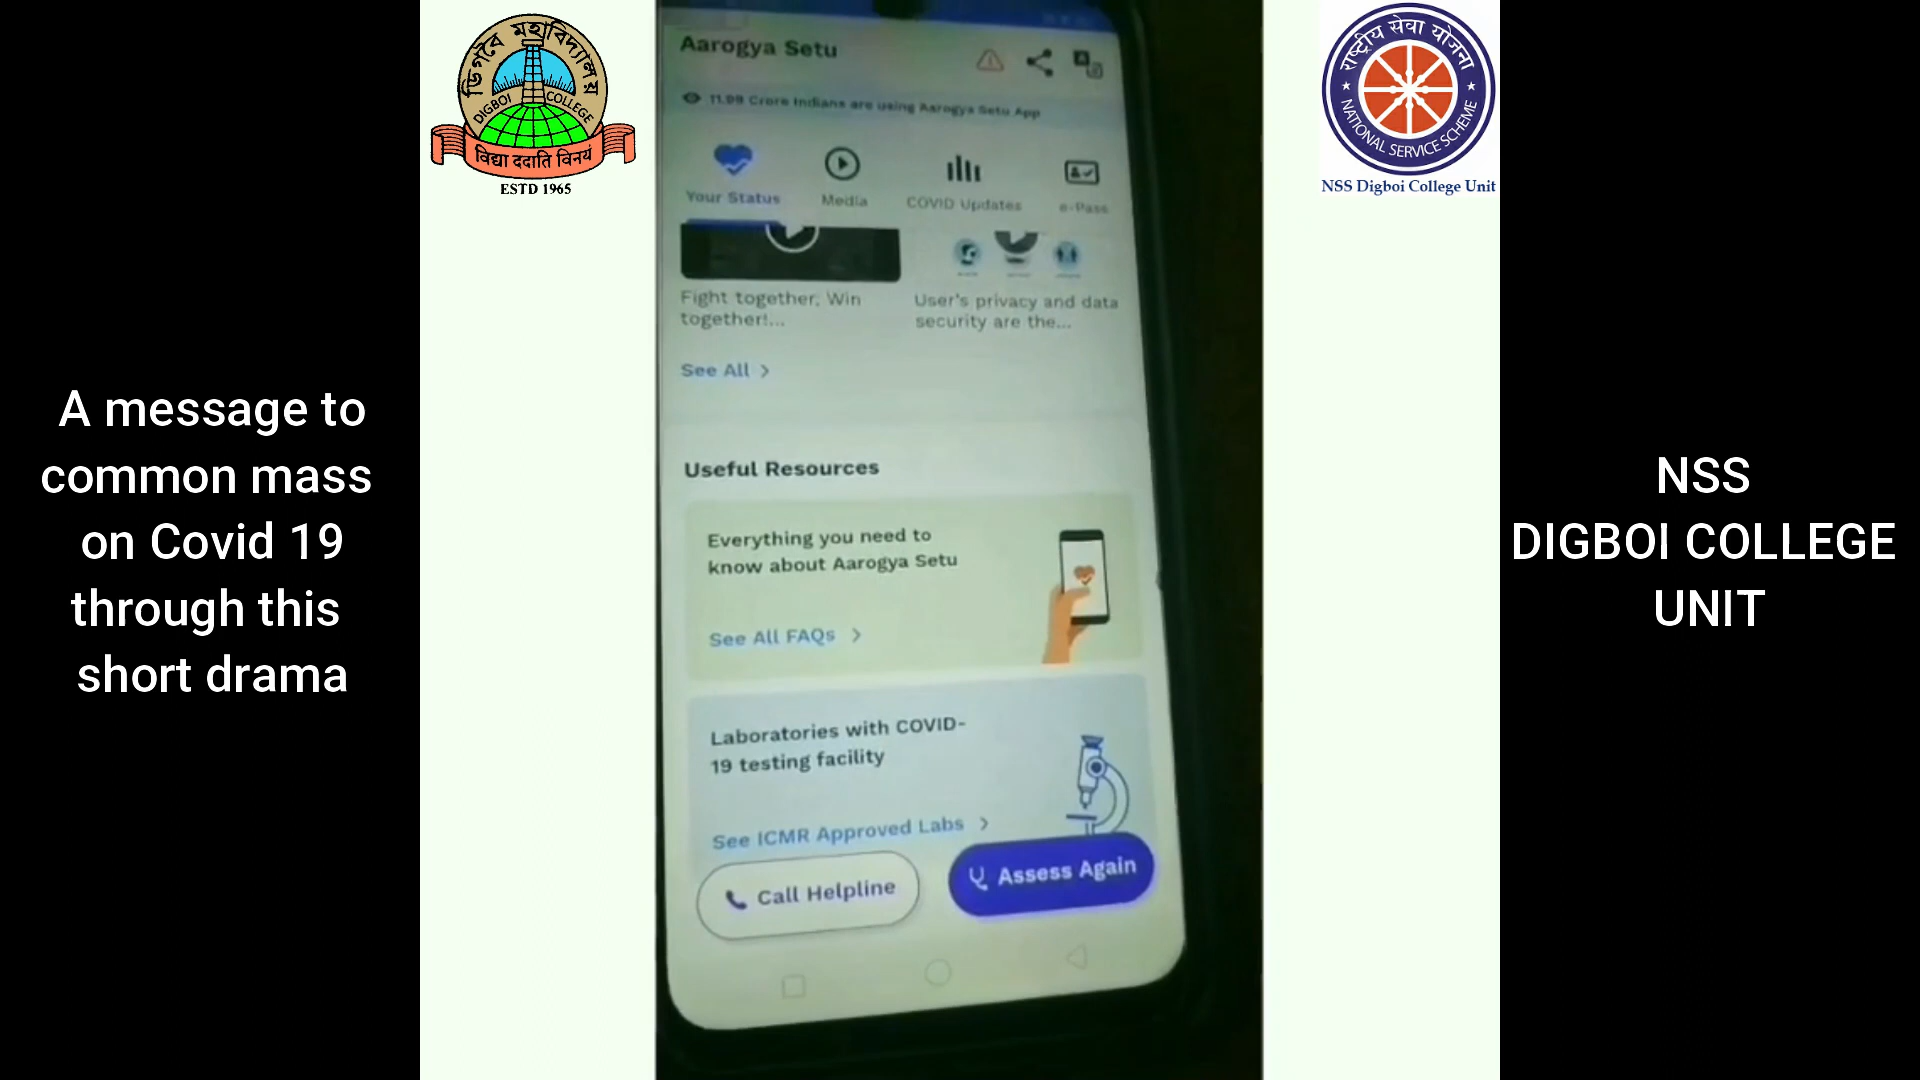 A message to
common mass
on Covid 19
through this
short drama
ডিগবৈ মহাবিদ্যালয়
DIGBOI COLLEGE
विद्या ददाति विनयं
ESTD 1965
Aarogya Setu
11.99 Crore Indians are using Aarogya Setu App
Your Status
Media
COVID Updates
e-Pass
Fight together, Win
together!...
User's privacy and data
security are the...
See All
Useful Resources
Everything you need to
know about Aarogya Setu
See All FAQs
Laboratories with COVID-
19 testing facility
See ICMR Approved Labs
Call Helpline
Assess Again
राष्ट्रीय सेवा योजना
NATIONAL SERVICE SCHEME
NSS Digboi College Unit
NSS
DIGBOI COLLEGE
UNIT